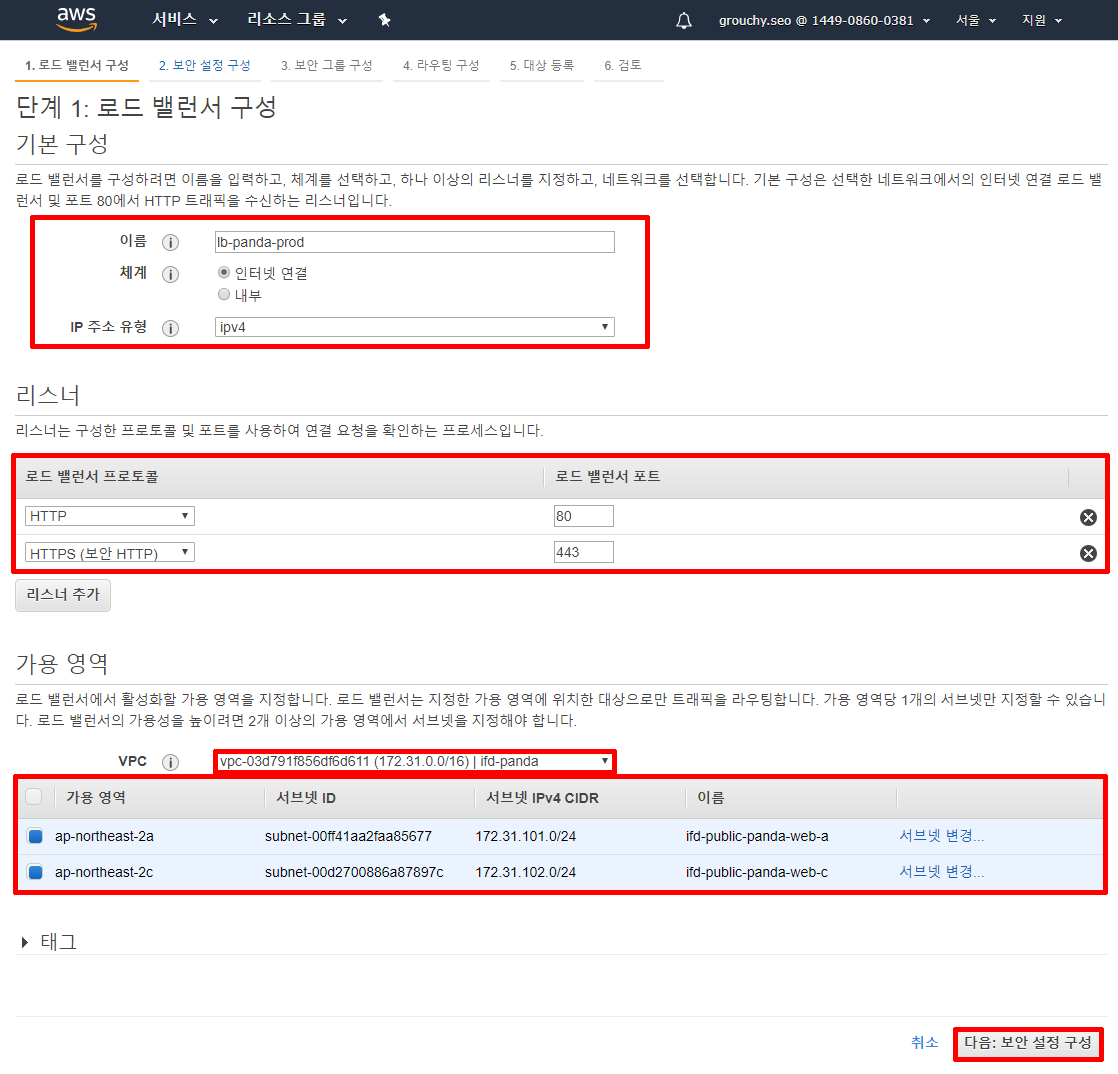 aws 서비스 리소스 그룹 grouchy.seo @ 1449-0860-0381 서울 지원
1. 로드 밸런서 구성 2. 보안 설정 구성 3. 보안 그룹 구성 4. 라우팅 구성 5. 대상 등록 6. 검토
단계 1: 로드 밸런서 구성
기본 구성
로드 밸런서를 구성하려면 이름을 입력하고, 체계를 선택하고, 하나 이상의 리스너를 지정하고, 네트워크를 선택합니다. 기본 구성은 선택한 네트워크에서의 인터넷 연결 로드 밸
런서 및 포트 80에서 HTTP 트래픽을 수신하는 리스너입니다.
이름 i lb-panda-prod
체계 i 인터넷 연결
내부
IP 주소 유형 i ipv4
리스너
리스너는 구성한 프로토콜 및 포트를 사용하여 연결 요청을 확인하는 프로세스입니다.
로드 밸런서 프로토콜 로드 밸런서 포트
HTTP 80
HTTPS (보안 HTTP) 443
리스너 추가
가용 영역
로드 밸런서에서 활성화할 가용 영역을 지정합니다. 로드 밸런서는 지정한 가용 영역에 위치한 대상으로만 트래픽을 라우팅합니다. 가용 영역당 1개의 서브넷만 지정할 수 있습니
다. 로드 밸런서의 가용성을 높이려면 2개 이상의 가용 영역에서 서브넷을 지정해야 합니다.
VPC i vpc-03d791f856df6d611 (172.31.0.0/16) | ifd-panda
가용 영역 서브넷 ID 서브넷 IPv4 CIDR 이름
ap-northeast-2a subnet-00ff41aa2faa85677 172.31.101.0/24 ifd-public-panda-web-a 서브넷 변경...
ap-northeast-2c subnet-00d2700886a87897c 172.31.102.0/24 ifd-public-panda-web-c 서브넷 변경...
태그
취소 다음: 보안 설정 구성